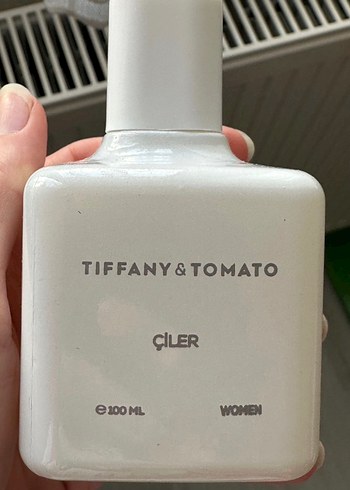 TIFFANY & TOMATO
ÇİLER
℮ 100 ML WOMEN